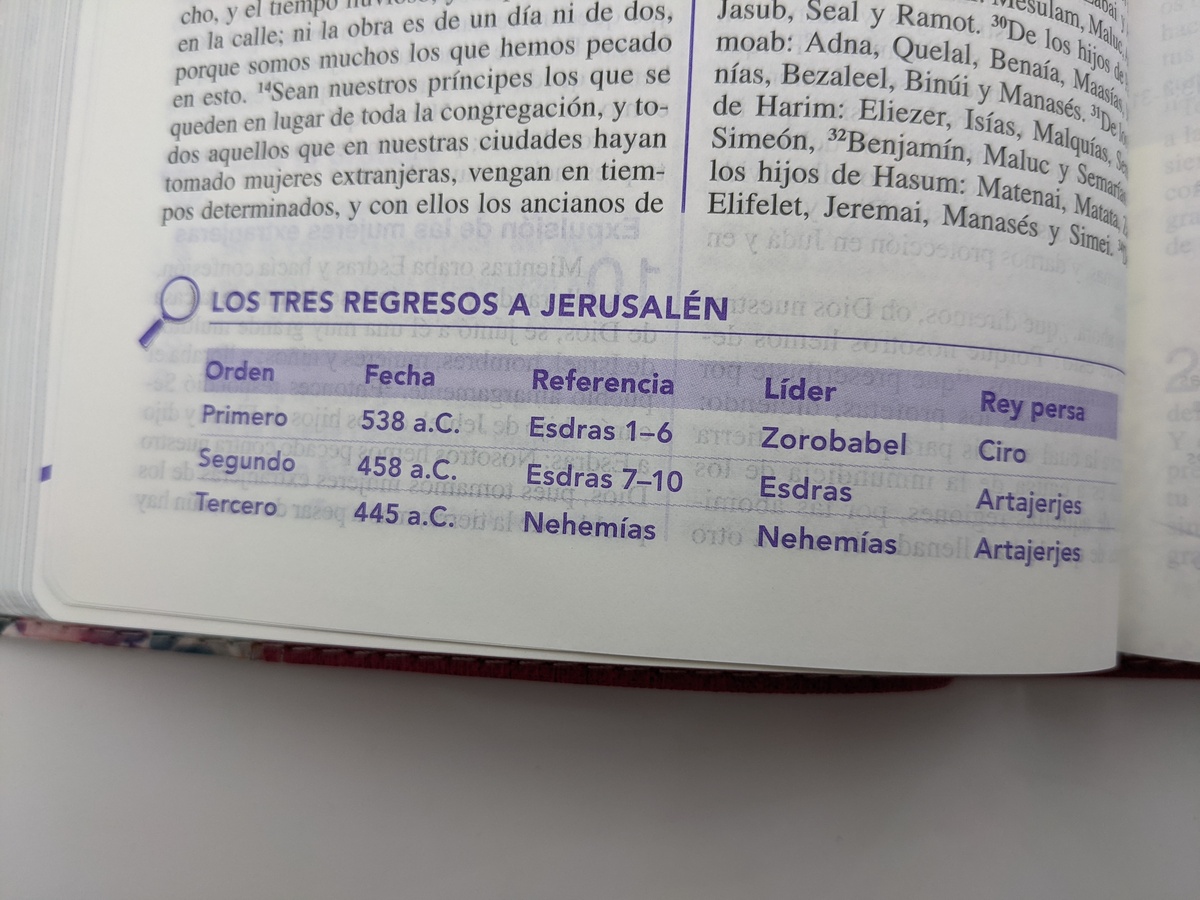 cho, y el tiempo
en la calle; ni la obra es de un día ni de dos,
porque somos muchos los que hemos pecado
en esto. ¹⁴Sean nuestros príncipes los que se
queden en lugar de toda la congregación, y to-
dos aquellos que en nuestras ciudades hayan
tomado mujeres extranjeras, vengan en tiem-
pos determinados, y con ellos los ancianos de
Mesulam, Maluc,
Jasub, Seal y Ramot. ³⁰De los hijos de
moab: Adna, Quelal, Benaía, Maasías,
nías, Bezaleel, Binúi y Manasés. ³¹De
de Harim: Eliezer, Isías, Malquías,
Simeón, ³²Benjamín, Maluc y Semarías
los hijos de Hasum: Matenai, Matata,
Elifelet, Jeremai, Manasés y Simei.
LOS TRES REGRESOS A JERUSALÉN
Orden Fecha Referencia Líder Rey persa
Primero 538 a.C. Esdras 1–6 Zorobabel Ciro
Segundo 458 a.C. Esdras 7–10 Esdras Artajerjes
Tercero 445 a.C. Nehemías Nehemías Artajerjes